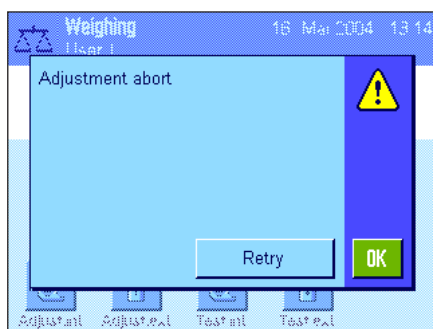 Weighing 16. Mar 2004 13:14
User 1
Adjustment abort
Retry
OK
Adjust.int Adjust.ext Test int Test ext